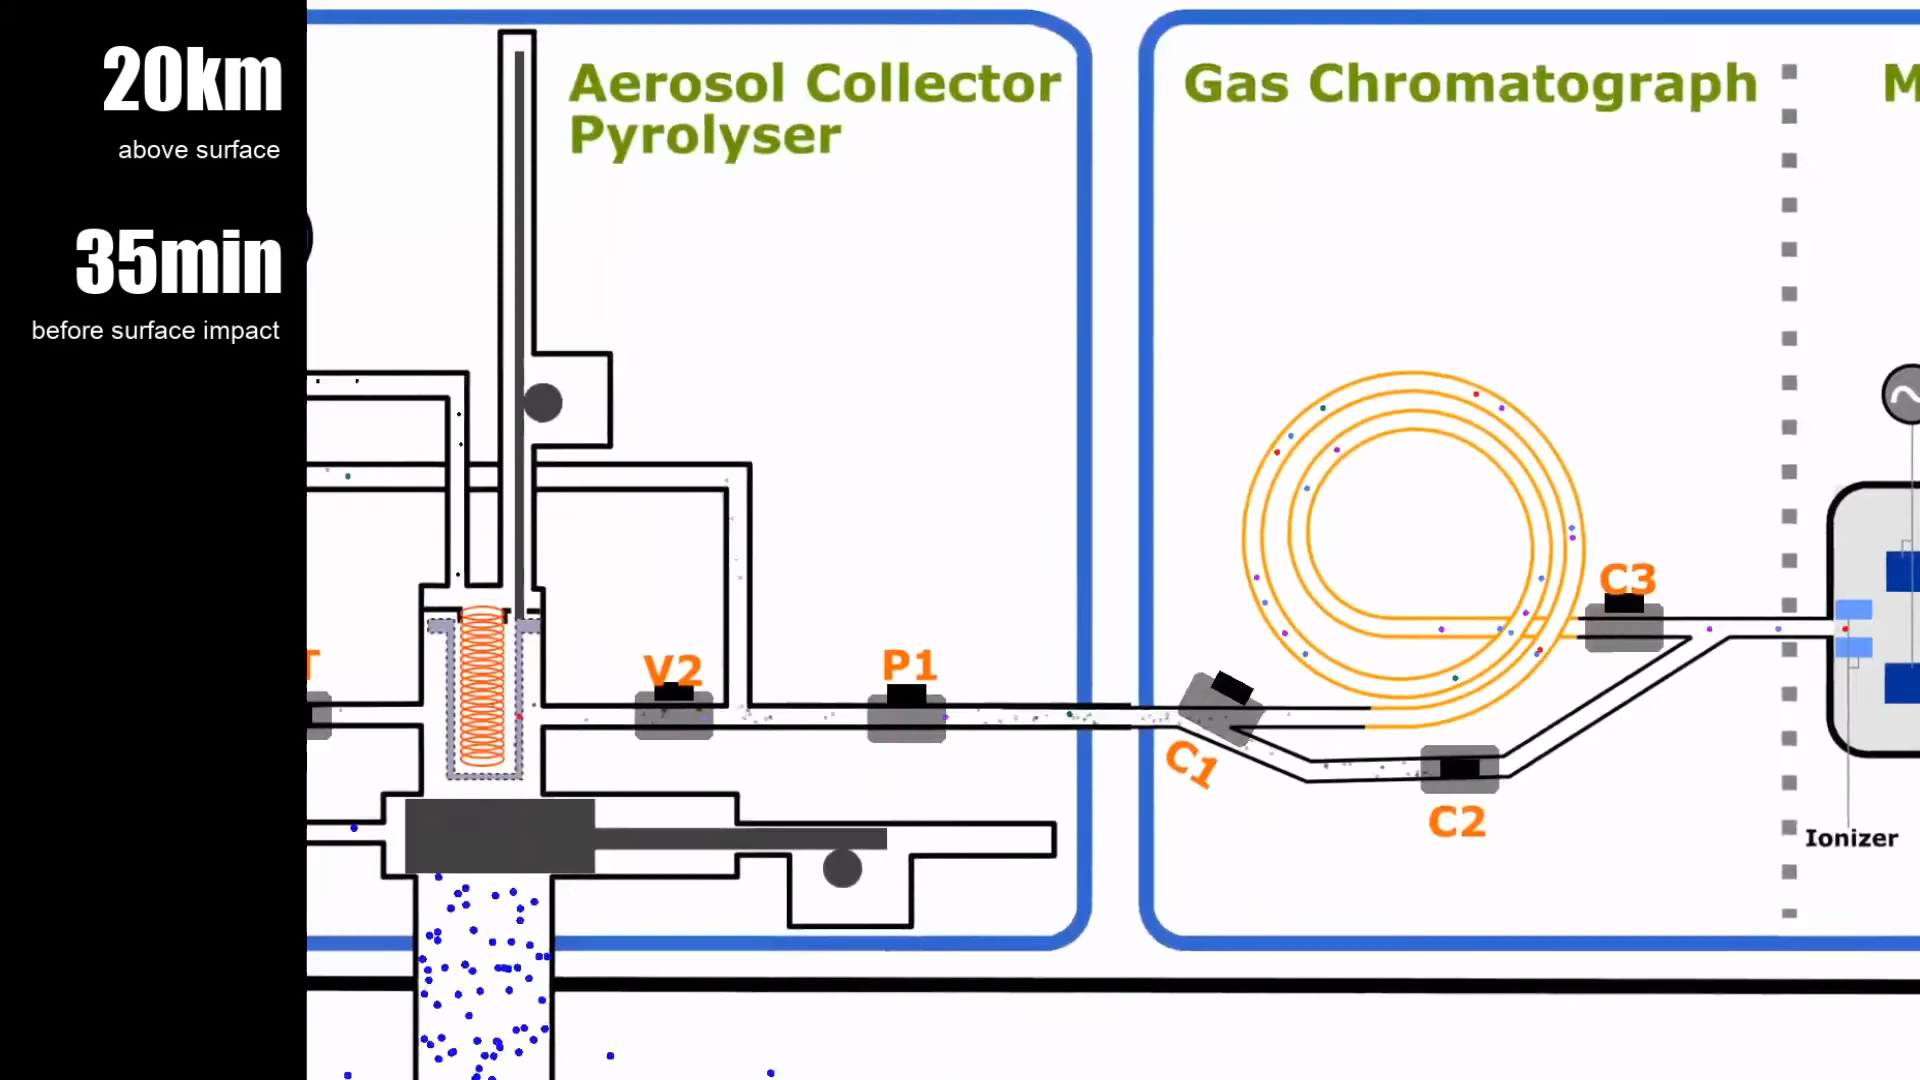 20km
above surface
35min
before surface impact
Aerosol Collector
Pyrolyser
Gas Chromatograph
M
C3
T
V2
P1
C1
C2
Ionizer